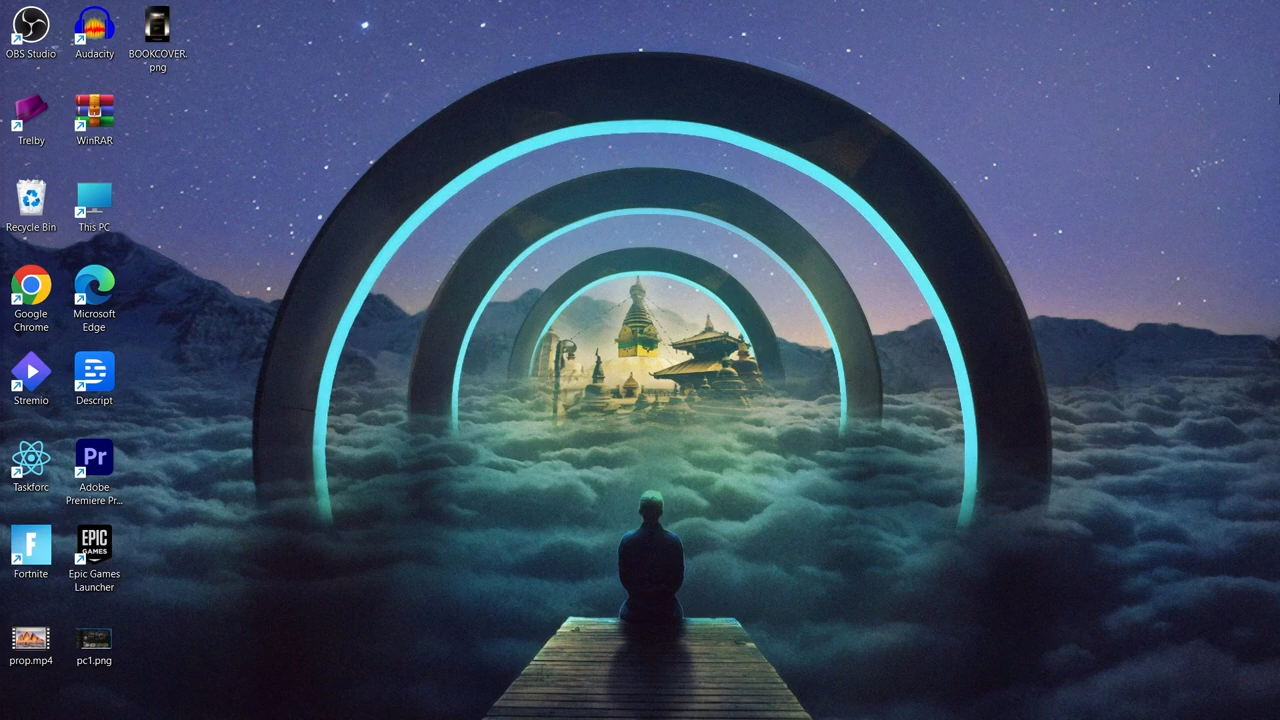 OBS Studio
Audacity
BOOKCOVER.
png
Trelby
WinRAR
Recycle Bin
This PC
Google
Chrome
Microsoft
Edge
Stremio
Descript
Pr
Taskforc
Adobe
Premiere Pr...
F
EPIC
GAMES
Fortnite
Epic Games
Launcher
prop.mp4
pc1.png